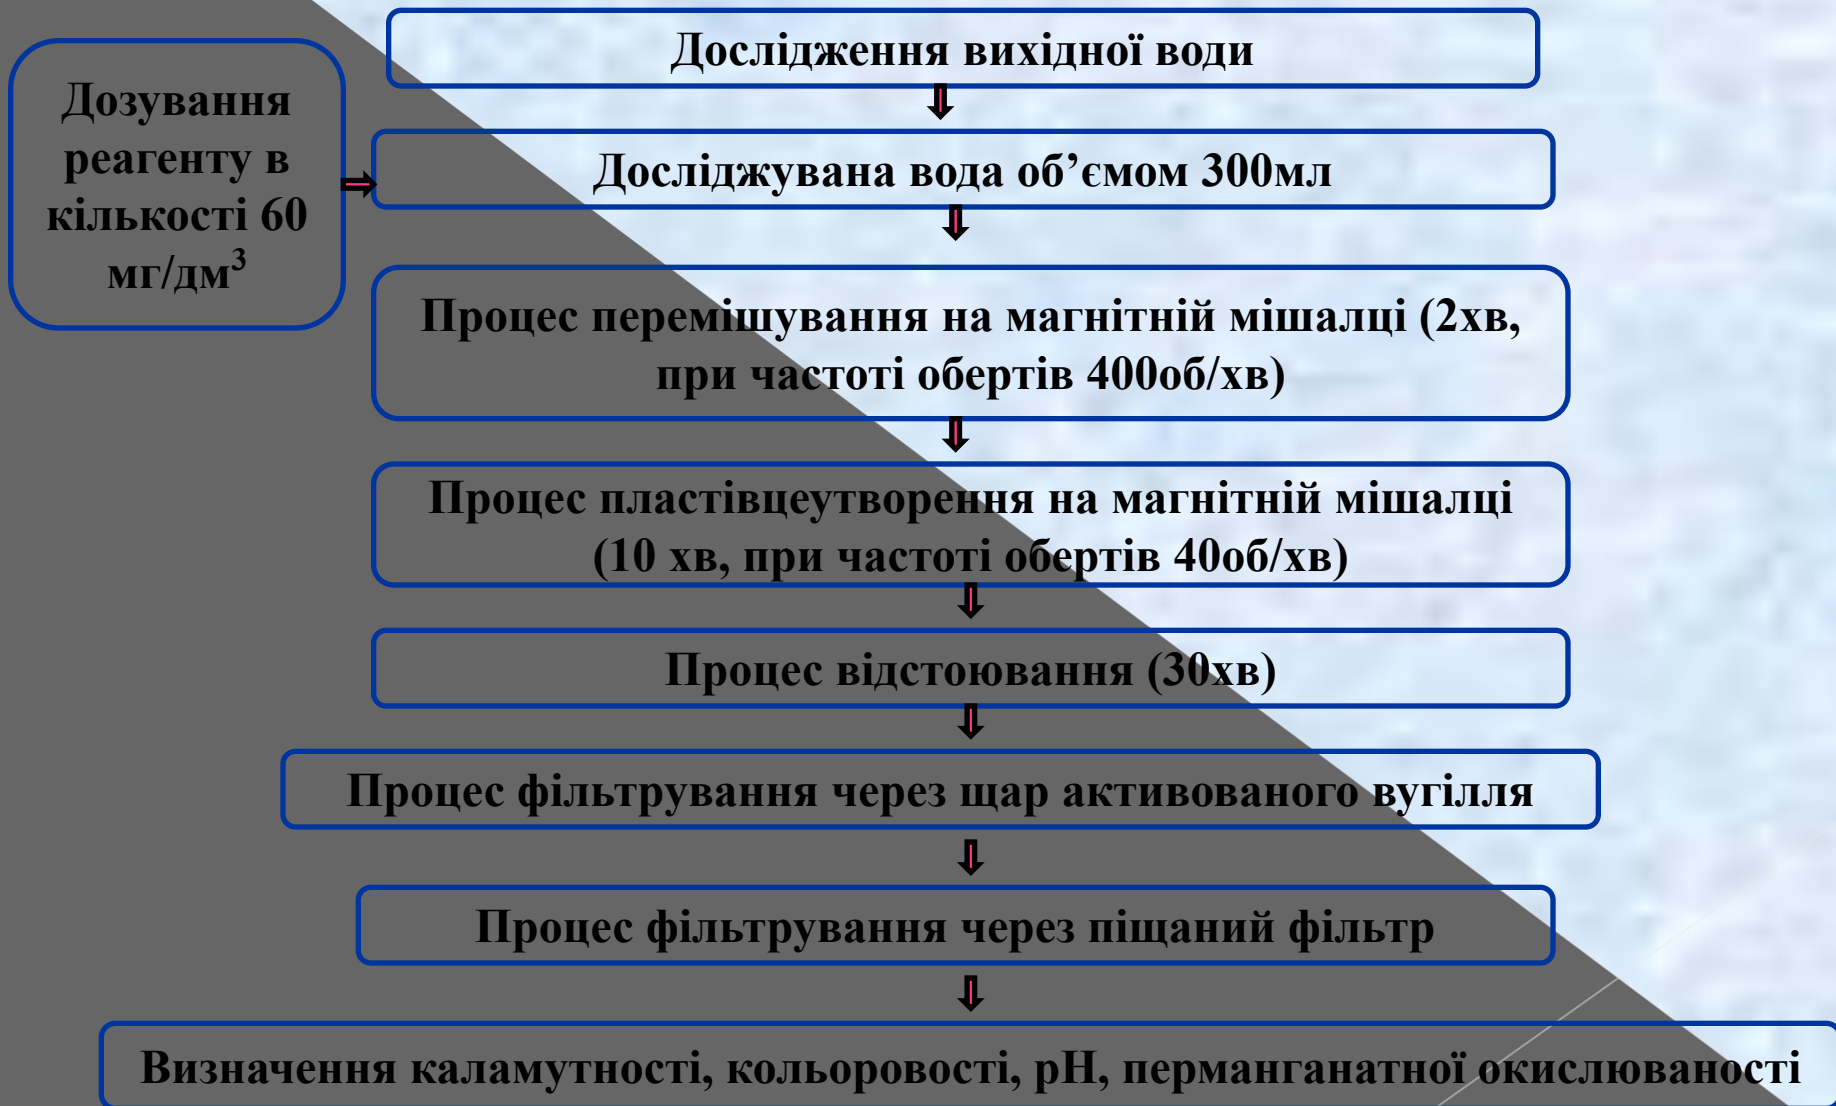 Дослідження вихідної води
Дозування
реагенту в
кількості 60
мг/дм³
Досліджувана вода об’ємом 300мл
Процес перемішування на магнітній мішалці (2хв,
при частоті обертів 400об/хв)
Процес пластівцеутворення на магнітній мішалці
(10 хв, при частоті обертів 40об/хв)
Процес відстоювання (30хв)
Процес фільтрування через щар активованого вугілля
Процес фільтрування через піщаний фільтр
Визначення каламутності, кольоровості, рН, перманганатної окислюваності